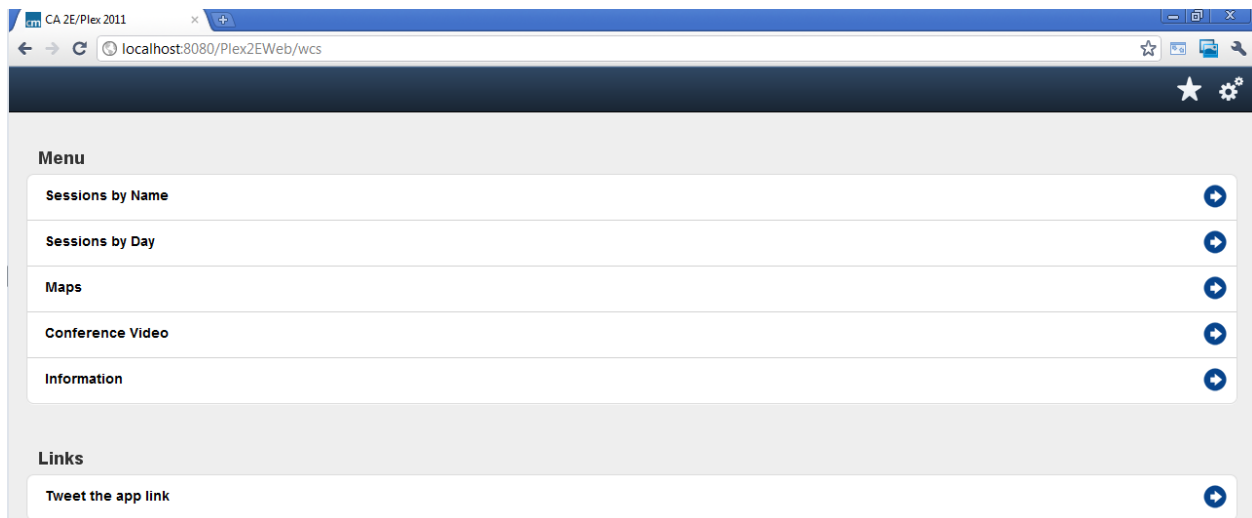 cm CA 2E/Plex 2011
localhost:8080/Plex2EWeb/wcs
Menu
Sessions by Name
Sessions by Day
Maps
Conference Video
Information
Links
Tweet the app link